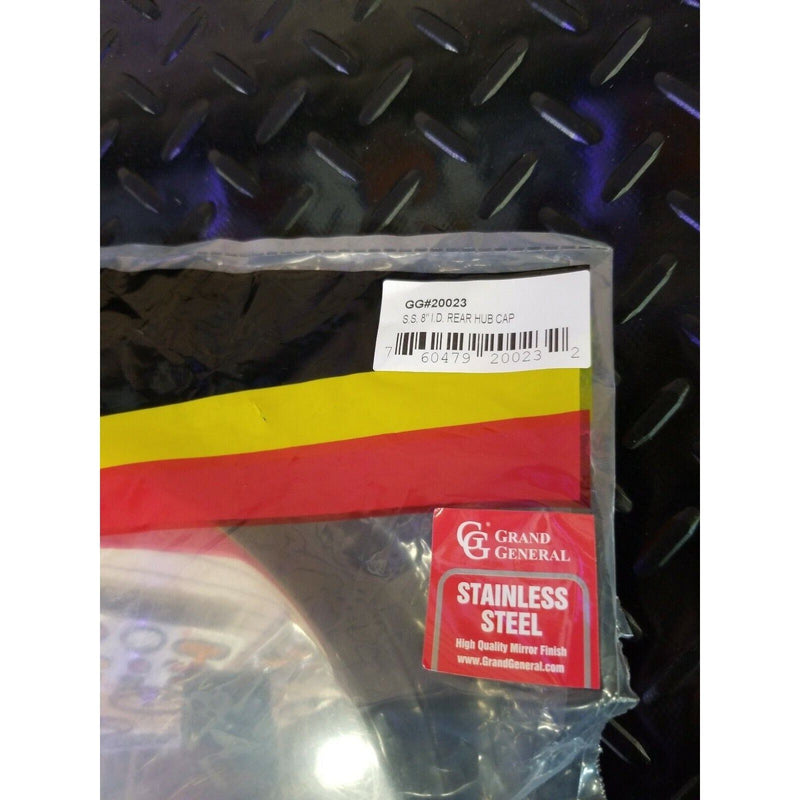 GG#20023
S.S. 8" I.D. REAR HUB CAP
7 60479 20023 2
GG® GRAND
GENERAL
STAINLESS
STEEL
High Quality Mirror Finish
www.GrandGeneral.com